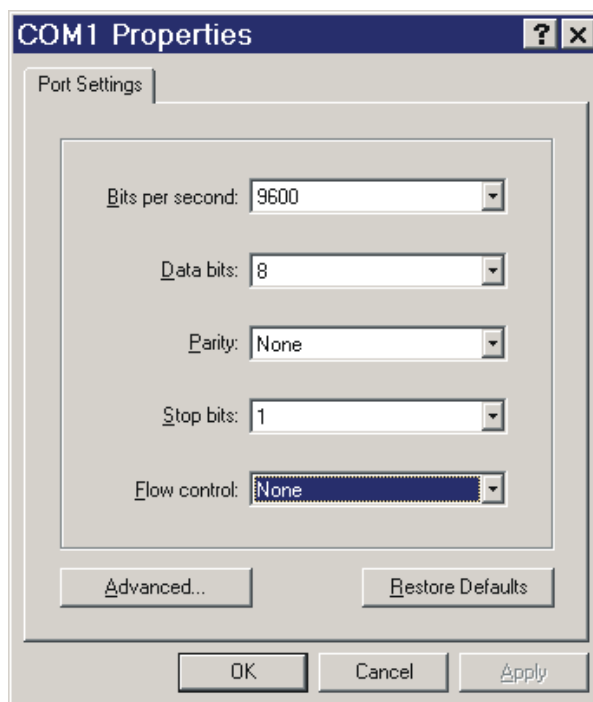 COM1 Properties
Port Settings
Bits per second: 9600
Data bits: 8
Parity: None
Stop bits: 1
Flow control: None
Advanced... Restore Defaults
OK Cancel Apply